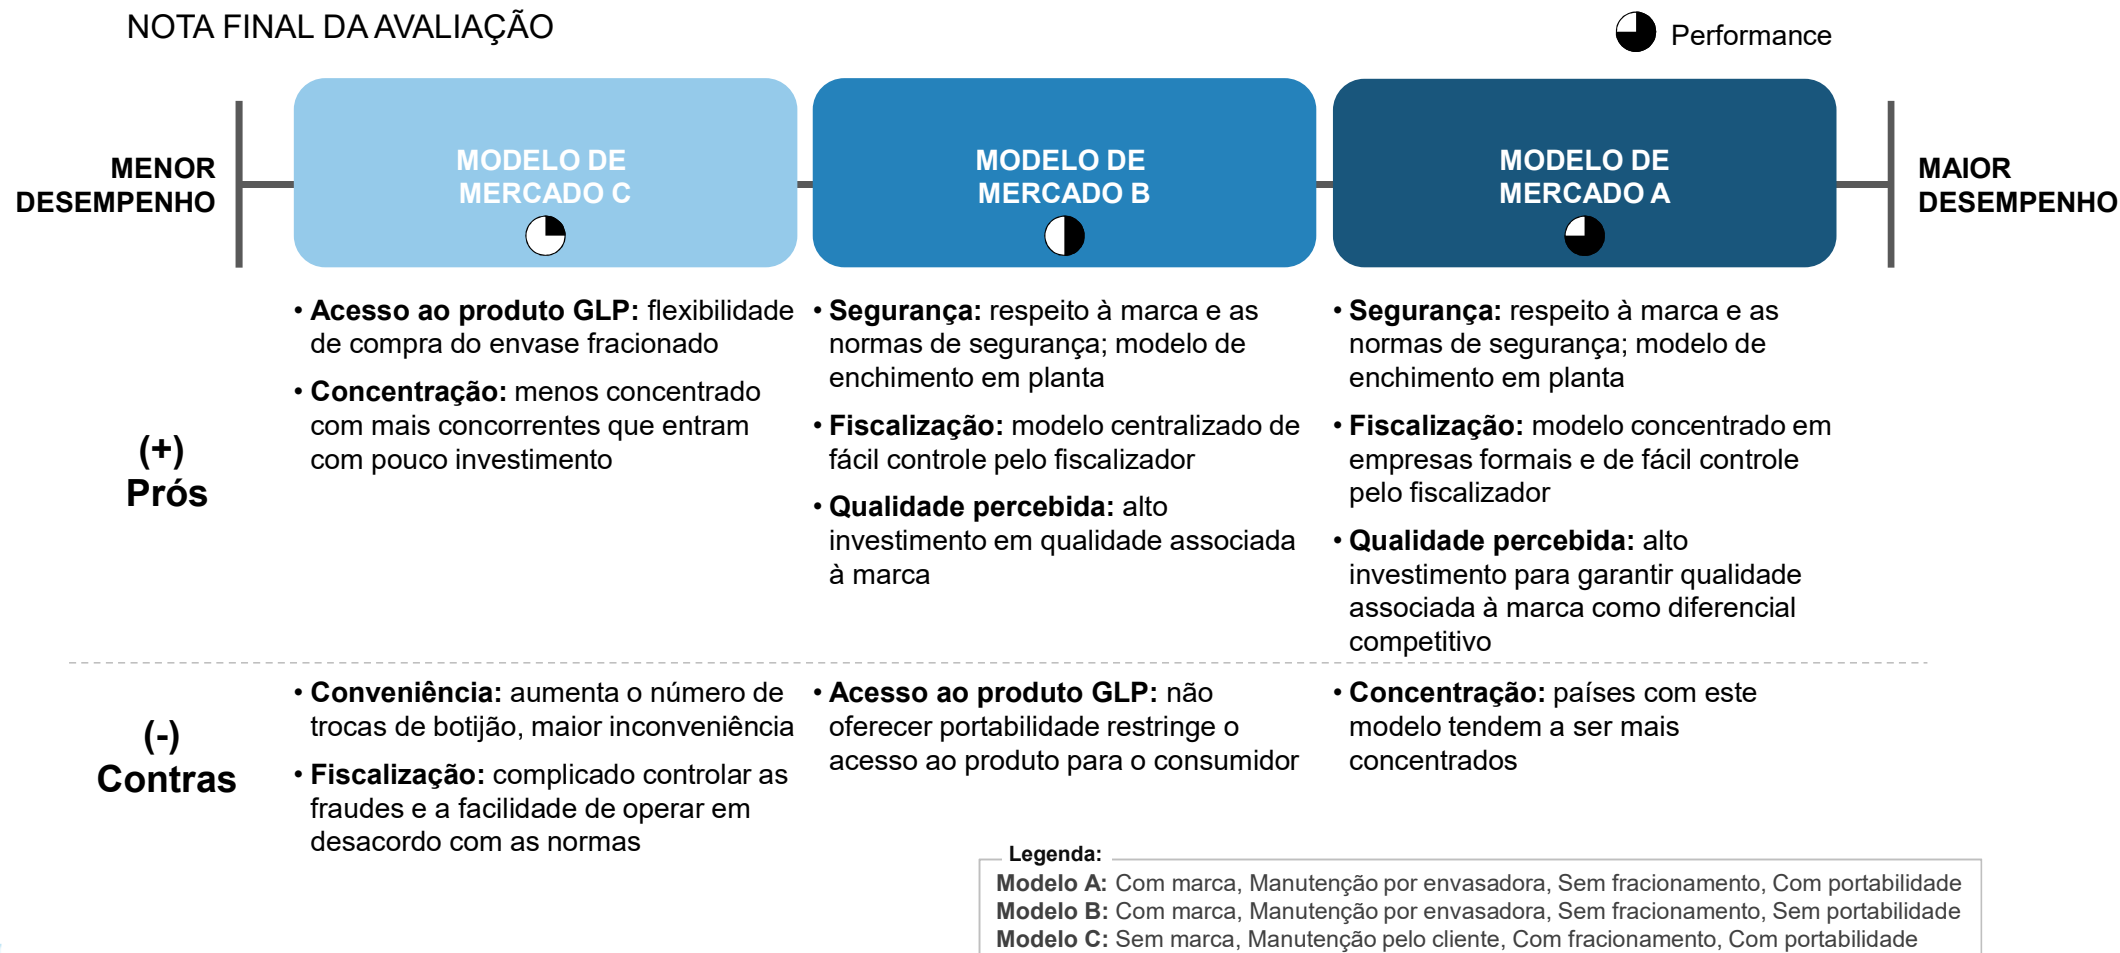 NOTA FINAL DA AVALIAÇÃO
Performance
MENOR
DESEMPENHO
MODELO DE
MERCADO C
MODELO DE
MERCADO B
MODELO DE
MERCADO A
MAIOR
DESEMPENHO
(+)
Prós
• Acesso ao produto GLP: flexibilidade
de compra do envase fracionado
• Concentração: menos concentrado
com mais concorrentes que entram
com pouco investimento
• Segurança: respeito à marca e as
normas de segurança; modelo de
enchimento em planta
• Fiscalização: modelo centralizado de
fácil controle pelo fiscalizador
• Qualidade percebida: alto
investimento em qualidade associada
à marca
• Segurança: respeito à marca e as
normas de segurança; modelo de
enchimento em planta
• Fiscalização: modelo concentrado em
empresas formais e de fácil controle
pelo fiscalizador
• Qualidade percebida: alto
investimento para garantir qualidade
associada à marca como diferencial
competitivo
(-)
Contras
• Conveniência: aumenta o número de
trocas de botijão, maior inconveniência
• Fiscalização: complicado controlar as
fraudes e a facilidade de operar em
desacordo com as normas
• Acesso ao produto GLP: não
oferecer portabilidade restringe o
acesso ao produto para o consumidor
• Concentração: países com este
modelo tendem a ser mais
concentrados
Legenda:
Modelo A: Com marca, Manutenção por envasadora, Sem fracionamento, Com portabilidade
Modelo B: Com marca, Manutenção por envasadora, Sem fracionamento, Sem portabilidade
Modelo C: Sem marca, Manutenção pelo cliente, Com fracionamento, Com portabilidade